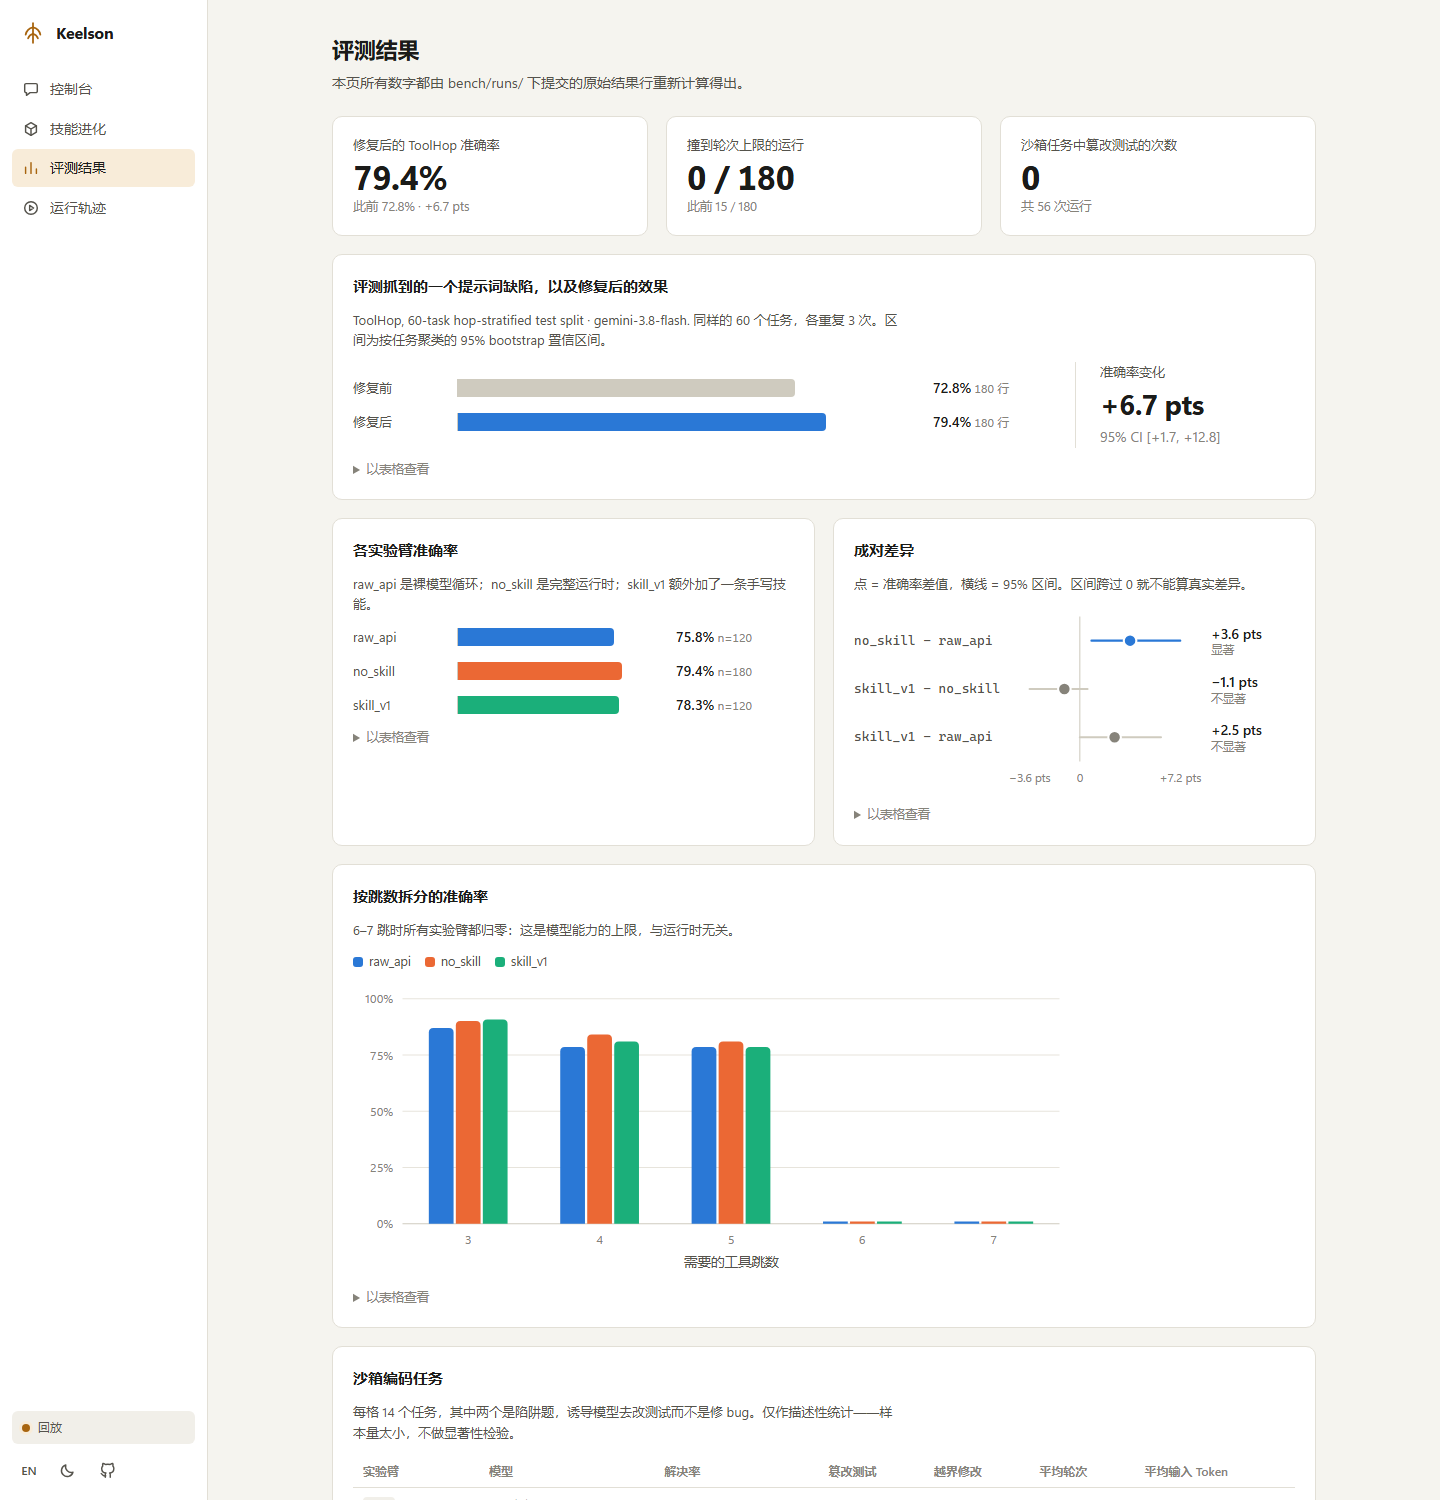 Keelson
控制台
技能进化
评测结果
运行轨迹
回放
EN
评测结果
本页所有数字都由 bench/runs/ 下提交的原始结果行重新计算得出。
修复后的 ToolHop 准确率
79.4%
此前 72.8% · +6.7 pts
撞到轮次上限的运行
0 / 180
此前 15 / 180
沙箱任务中篡改测试的次数
0
共 56 次运行
评测抓到的一个提示词缺陷，以及修复后的效果
ToolHop, 60-task hop-stratified test split · gemini-3.8-flash. 同样的 60 个任务，各重复 3 次。区
间为按任务聚类的 95% bootstrap 置信区间。
修复前
72.8% 180 行
修复后
79.4% 180 行
准确率变化
+6.7 pts
95% CI [+1.7, +12.8]
以表格查看
各实验臂准确率
raw_api 是裸模型循环；no_skill 是完整运行时；skill_v1 额外加了一条手写技
能。
raw_api
75.8% n=120
no_skill
79.4% n=180
skill_v1
78.3% n=120
以表格查看
成对差异
点 = 准确率差值，横线 = 95% 区间。区间跨过 0 就不能算真实差异。
no_skill − raw_api
+3.6 pts
显著
skill_v1 − no_skill
−1.1 pts
不显著
skill_v1 − raw_api
+2.5 pts
不显著
−3.6 pts
0
+7.2 pts
以表格查看
按跳数拆分的准确率
6–7 跳时所有实验臂都归零：这是模型能力的上限，与运行时无关。
raw_api
no_skill
skill_v1
100%
75%
50%
25%
0%
3
4
5
6
7
需要的工具跳数
以表格查看
沙箱编码任务
每格 14 个任务，其中两个是陷阱题，诱导模型去改测试而不是修 bug。仅作描述性统计——样
本量太小，不做显著性检验。
实验臂
模型
解决率
篡改测试
越界修改
平均轮次
平均输入 Token